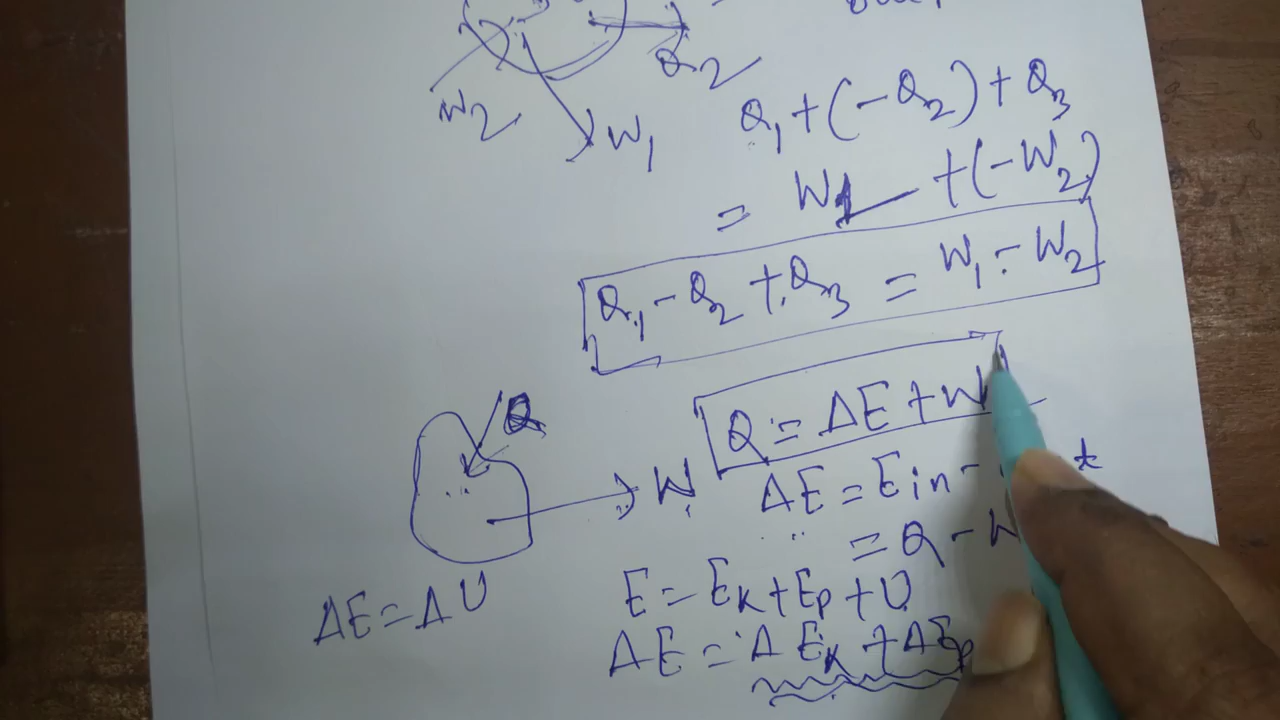 Q2
W2
W1
Q1 + (-Q2) + Q3
= W1 + (-W2)
Q1 - Q2 + Q3 = W1 - W2
Q
Q = ΔE + W
W
ΔE = Ein -
= Q - W
ΔE = ΔU
E = EK + EP + U
ΔE = ΔEK + ΔEP